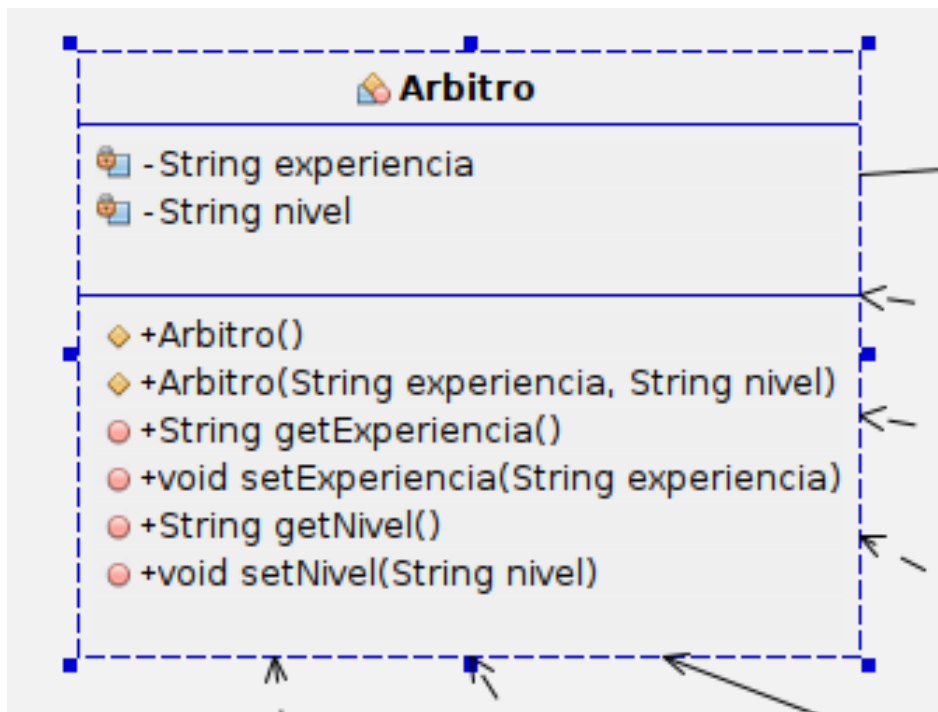 Arbitro
-String experiencia
-String nivel
+Arbitro()
+Arbitro(String experiencia, String nivel)
+String getExperiencia()
+void setExperiencia(String experiencia)
+String getNivel()
+void setNivel(String nivel)